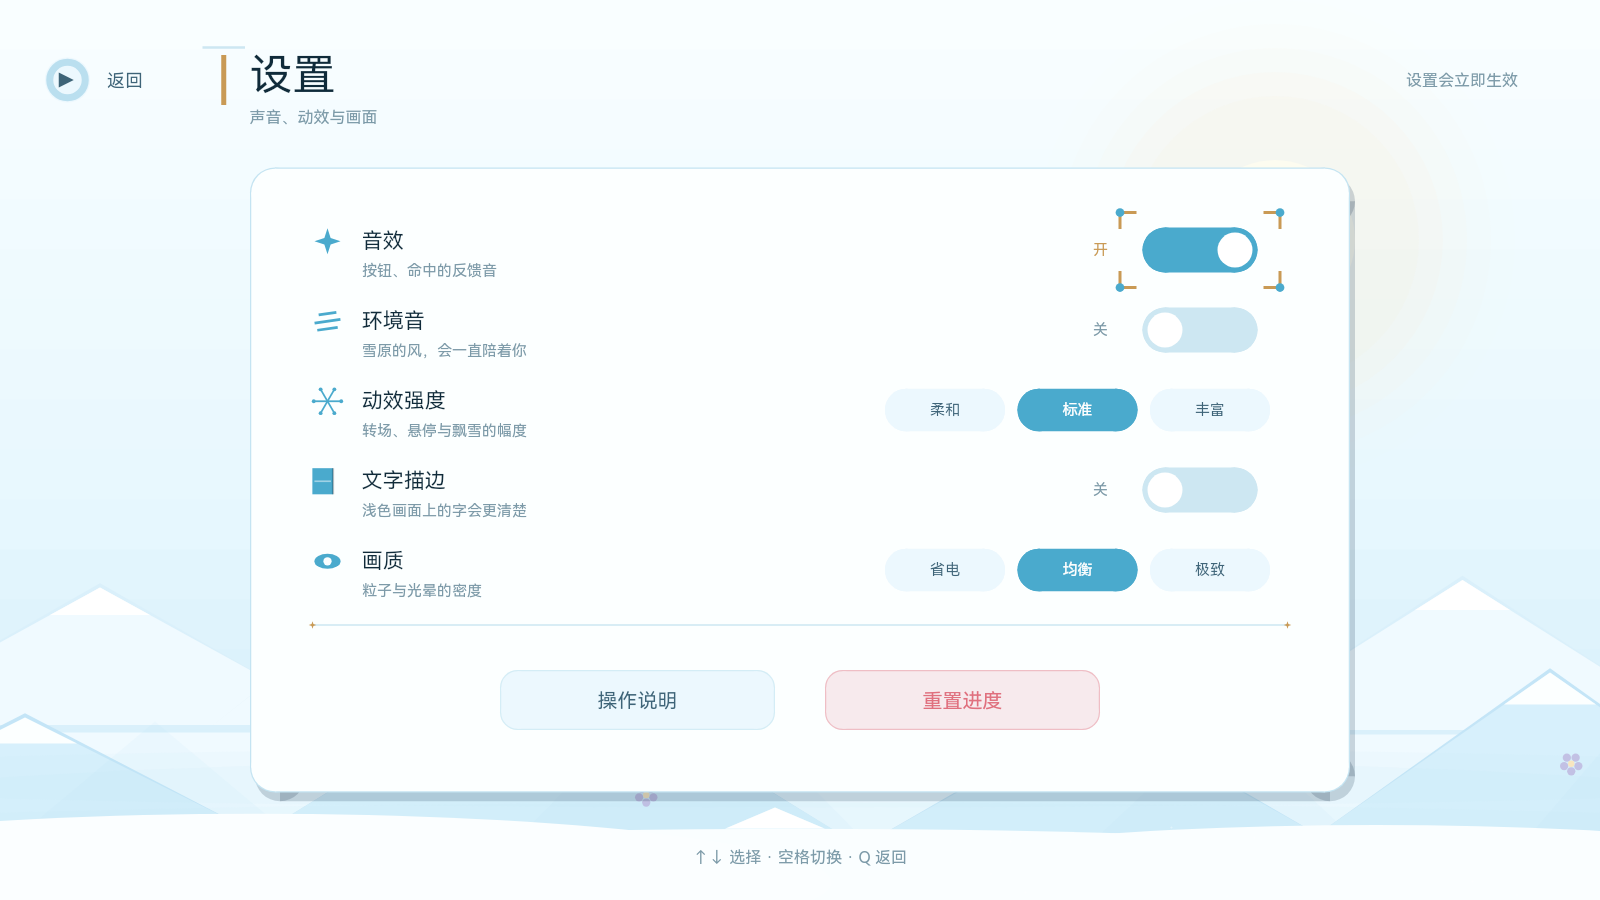 返回
设置
声音、动效与画面
设置会立即生效
音效
按钮、命中的反馈音
开
环境音
雪原的风，会一直陪着你
关
动效强度
转场、悬停与飘雪的幅度
柔和
标准
丰富
文字描边
浅色画面上的字会更清楚
关
画质
粒子与光晕的密度
省电
均衡
极致
操作说明
重置进度
↑↓ 选择 · 空格切换 · Q 返回